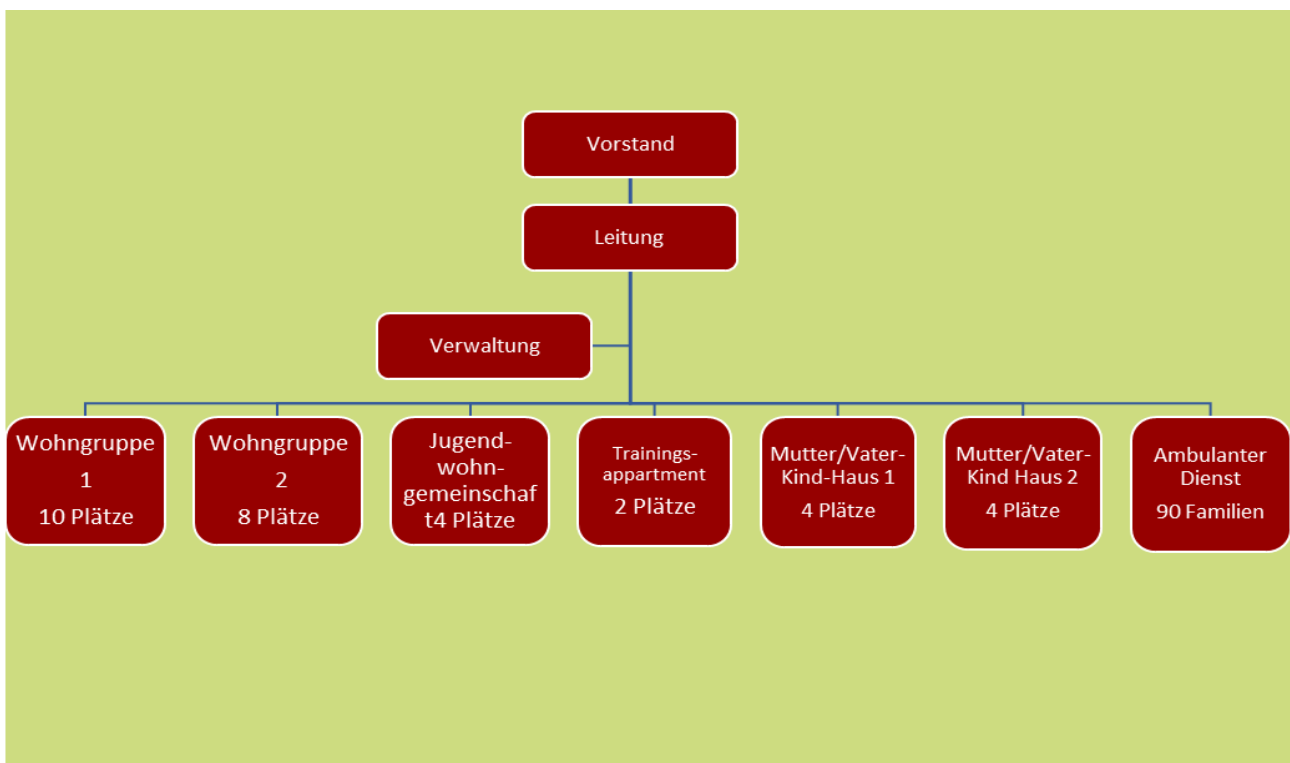 Vorstand
Leitung
Verwaltung
Wohngruppe
1
10 Plätze
Wohngruppe
2
8 Plätze
Jugend-
wohn-
gemeinschaf
t4 Plätze
Trainings-
appartment
2 Plätze
Mutter/Vater-
Kind-Haus 1
4 Plätze
Mutter/Vater-
Kind Haus 2
4 Plätze
Ambulanter
Dienst
90 Familien